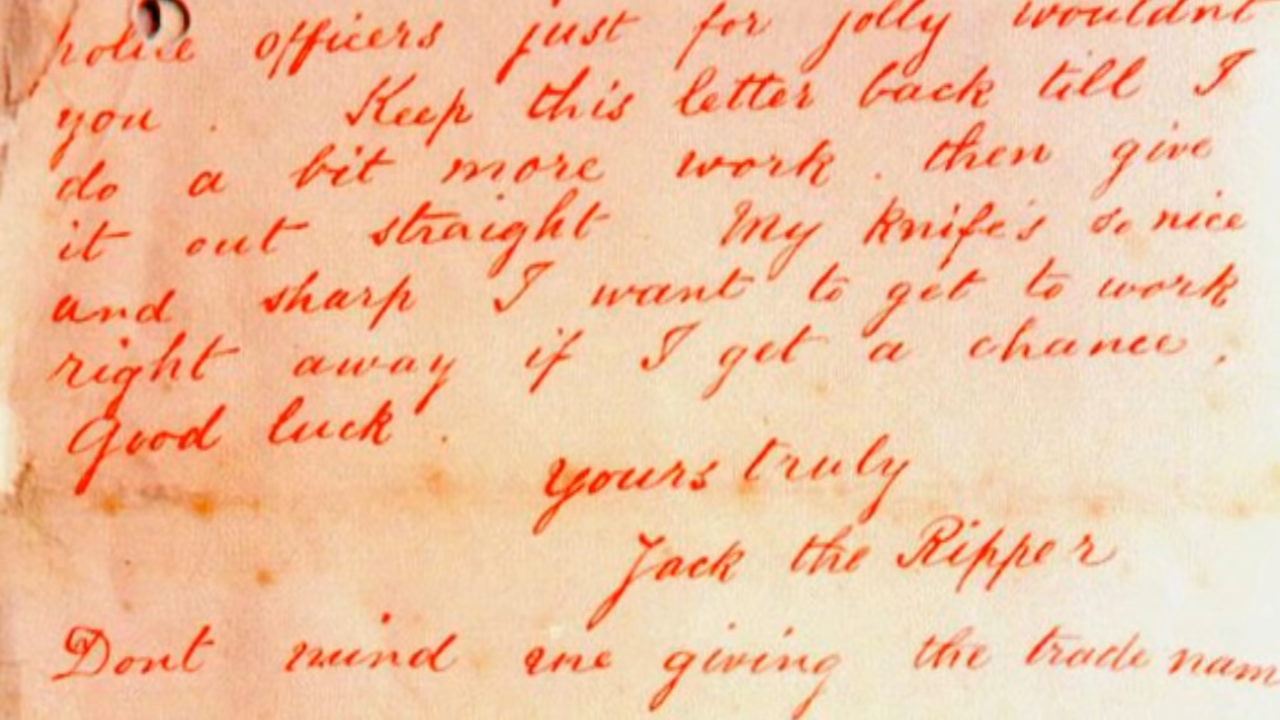 police officers just for jolly wouldnt
you . Keep this letter back till I
do a bit more work . then give
it out straight My knife's so nice
and sharp I want to get to work
right away if I get a chance .
Good luck .
yours truly
Jack the Ripper
Dont mind me giving the trade nam